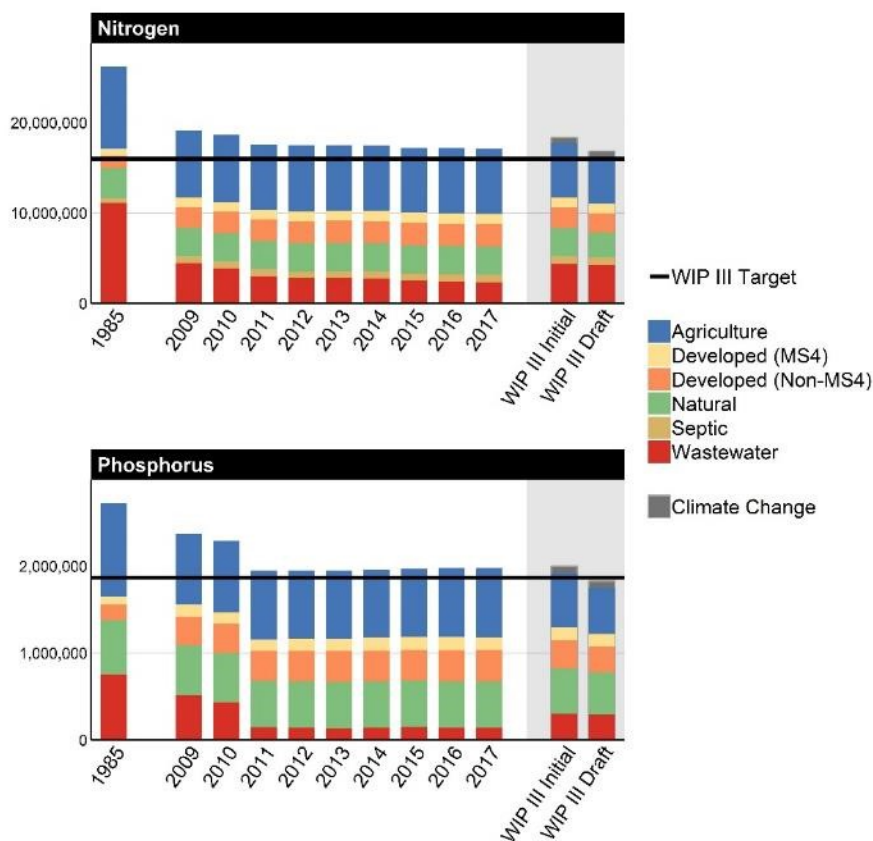 Nitrogen
20,000,000
10,000,000
0
1985
2009
2010
2011
2012
2013
2014
2015
2016
2017
WIP III Initial
WIP III Draft
WIP III Target
Agriculture
Developed (MS4)
Developed (Non-MS4)
Natural
Septic
Wastewater
Climate Change
Phosphorus
2,000,000
1,000,000
0
1985
2009
2010
2011
2012
2013
2014
2015
2016
2017
WIP III Initial
WIP III Draft